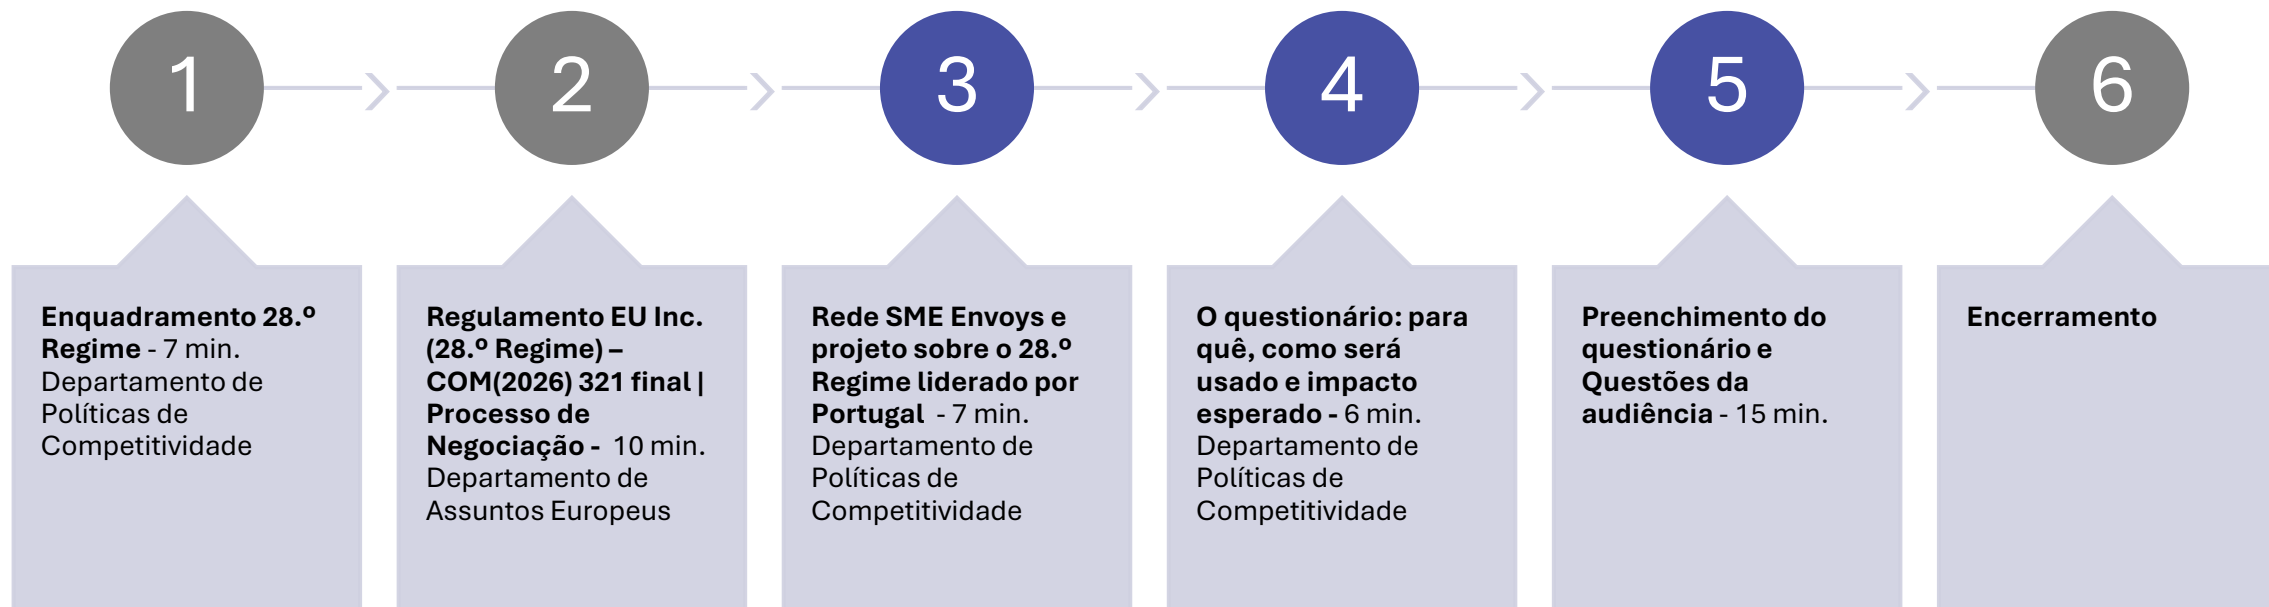 1
2
3
4
5
6
Enquadramento 28.º
Regime - 7 min.
Departamento de
Políticas de
Competitividade
Regulamento EU Inc.
(28.º Regime) –
COM(2026) 321 final |
Processo de
Negociação - 10 min.
Departamento de
Assuntos Europeus
Rede SME Envoys e
projeto sobre o 28.º
Regime liderado por
Portugal - 7 min.
Departamento de
Políticas de
Competitividade
O questionário: para
quê, como será
usado e impacto
esperado - 6 min.
Departamento de
Políticas de
Competitividade
Preenchimento do
questionário e
Questões da
audiência - 15 min.
Encerramento